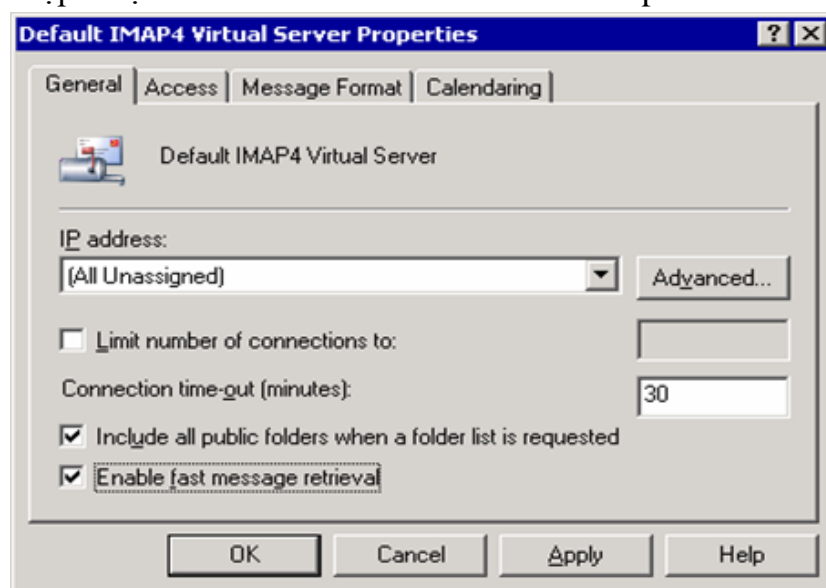 Default IMAP4 Virtual Server Properties
General Access Message Format Calendaring
Default IMAP4 Virtual Server
IP address:
(All Unassigned) Advanced...
Limit number of connections to:
Connection time-out (minutes): 30
Include all public folders when a folder list is requested
Enable fast message retrieval
OK Cancel Apply Help